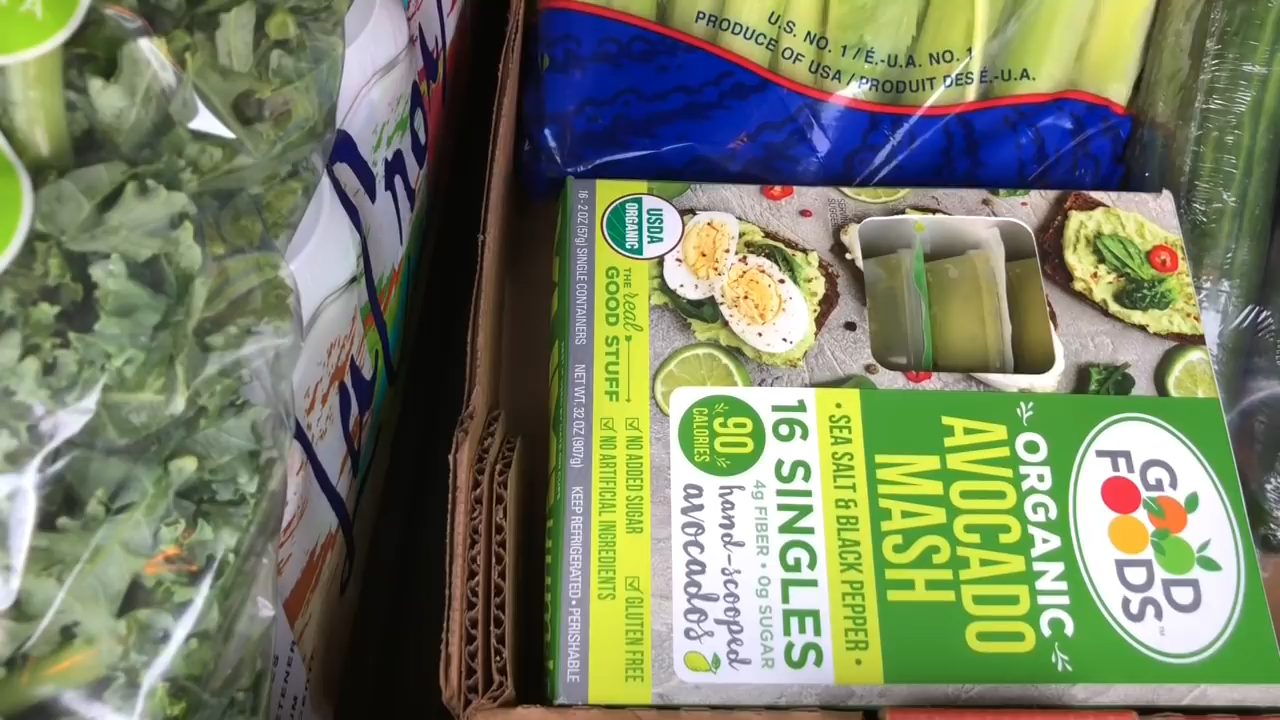 U.S. NO. 1 / É.-U.A. NO. 1
PRODUCE OF USA / PRODUIT DES É.-U.A.
GOOD
FOODS™
ORGANIC
AVOCADO
MASH
• SEA SALT & BLACK PEPPER •
16 SINGLES
4g FIBER • 0g SUGAR
hand-scooped
avocados
90
CALORIES
USDA
ORGANIC
THE real
GOOD STUFF
NO ADDED SUGAR
GLUTEN FREE
NO ARTIFICIAL INGREDIENTS
16 - 2 OZ (57g) SINGLE CONTAINERS NET WT. 32 OZ (907g) KEEP REFRIGERATED • PERISHABLE